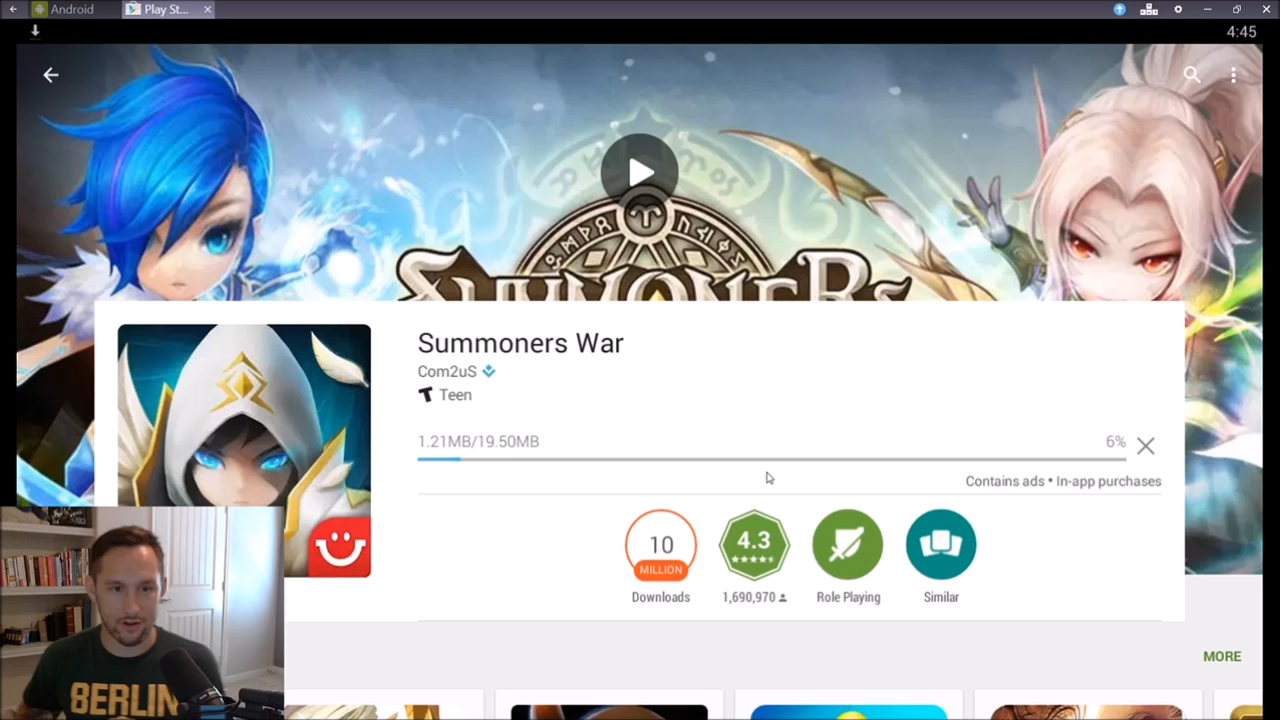 Android
Play St...
4:45
SUMMONERS
Summoners War
Com2uS
T Teen
1.21MB/19.50MB
6%
Contains ads • In-app purchases
10
MILLION
Downloads
4.3
1,690,970
Role Playing
Similar
MORE
BERLIN